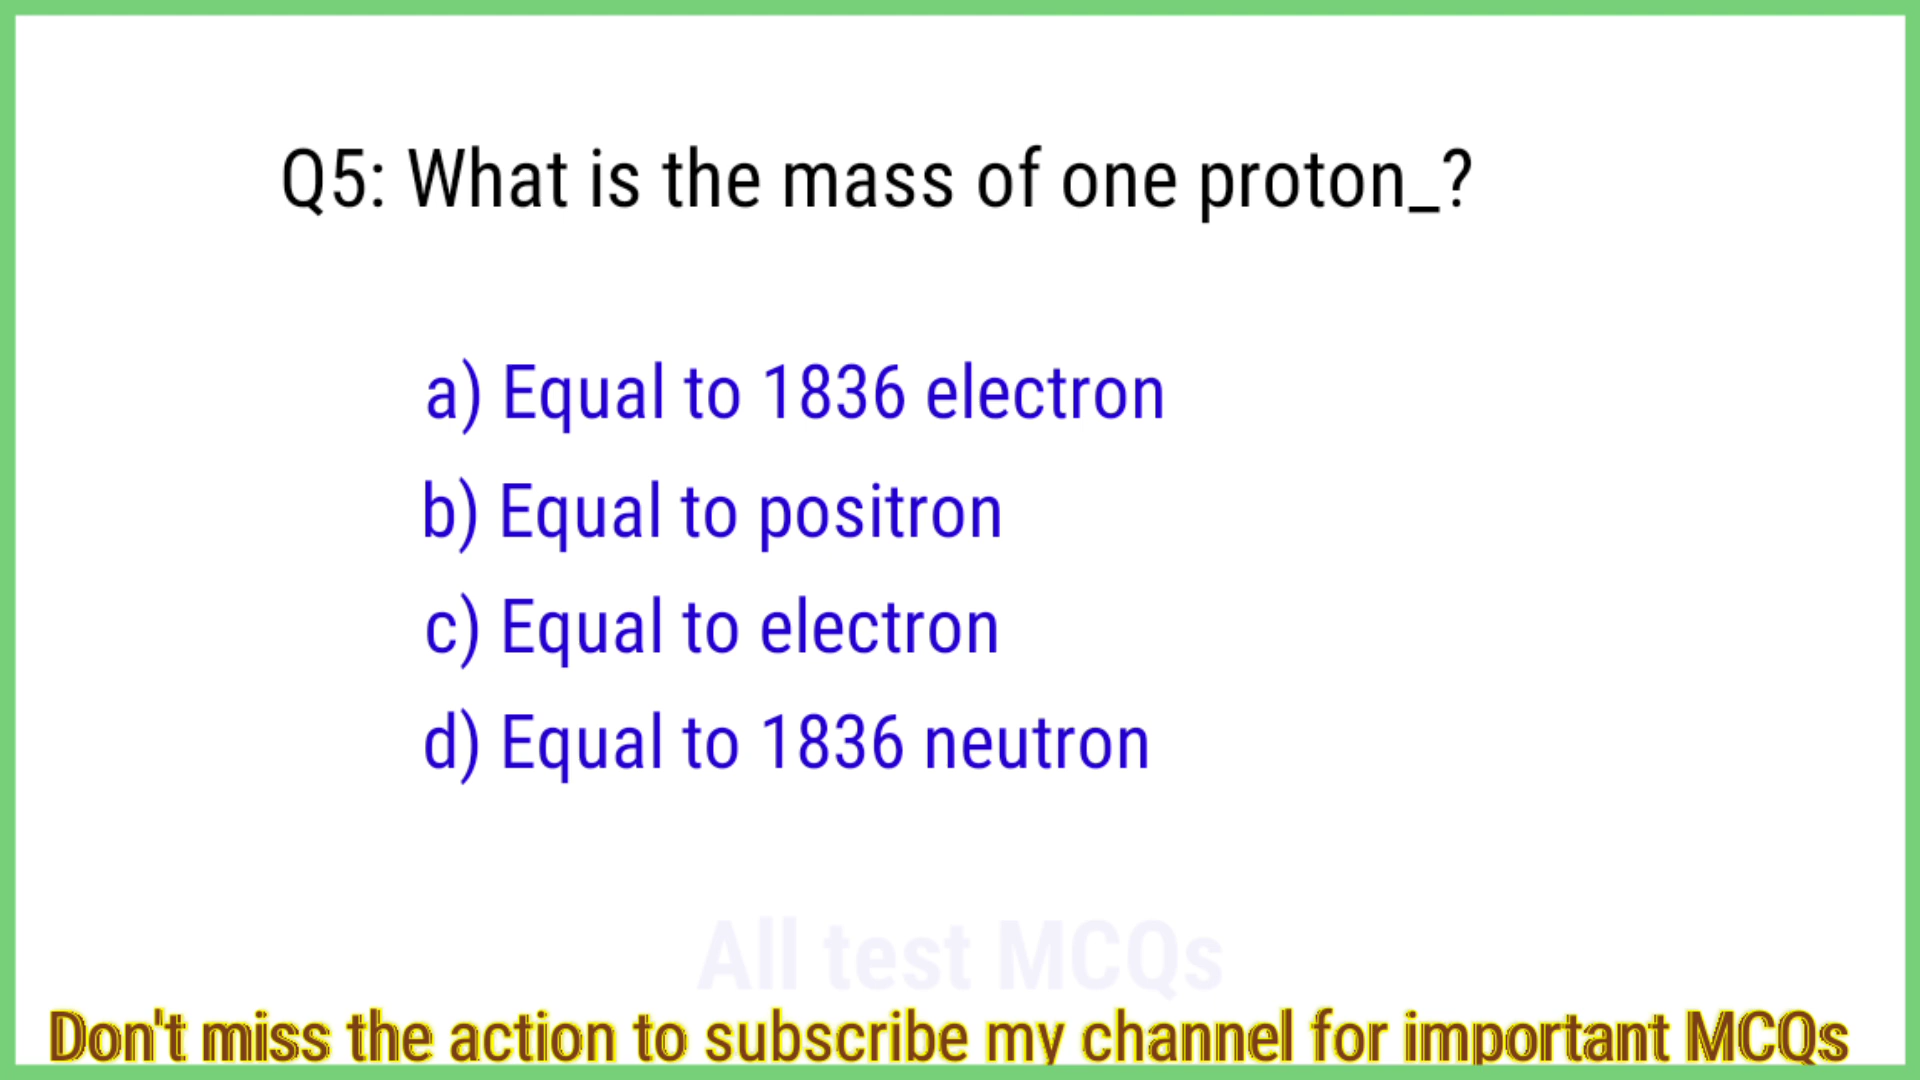 Q5: What is the mass of one proton_?
a) Equal to 1836 electron
b) Equal to positron
c) Equal to electron
d) Equal to 1836 neutron
All test MCQs
Don't miss the action to subscribe my channel for important MCQs